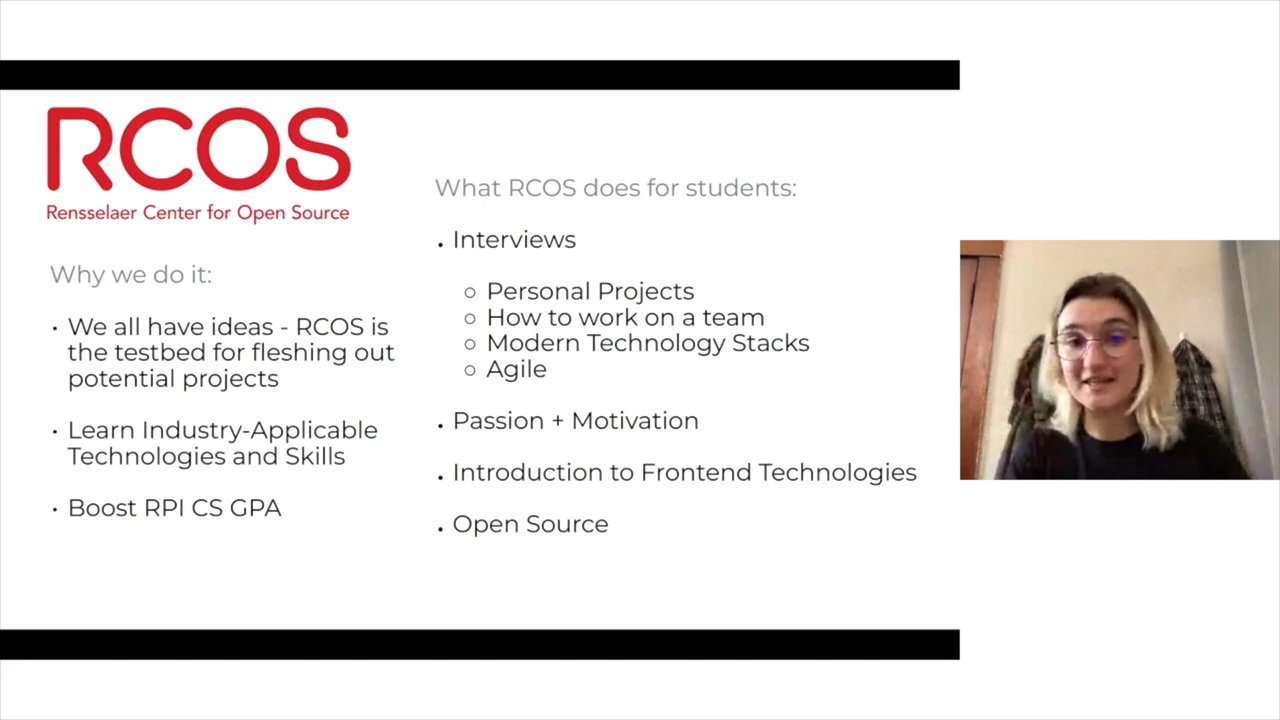 RCOS
Rensselaer Center for Open Source
Why we do it:
· We all have ideas - RCOS is
the testbed for fleshing out
potential projects
· Learn Industry-Applicable
Technologies and Skills
· Boost RPI CS GPA
What RCOS does for students:
. Interviews
○ Personal Projects
○ How to work on a team
○ Modern Technology Stacks
○ Agile
. Passion + Motivation
. Introduction to Frontend Technologies
. Open Source